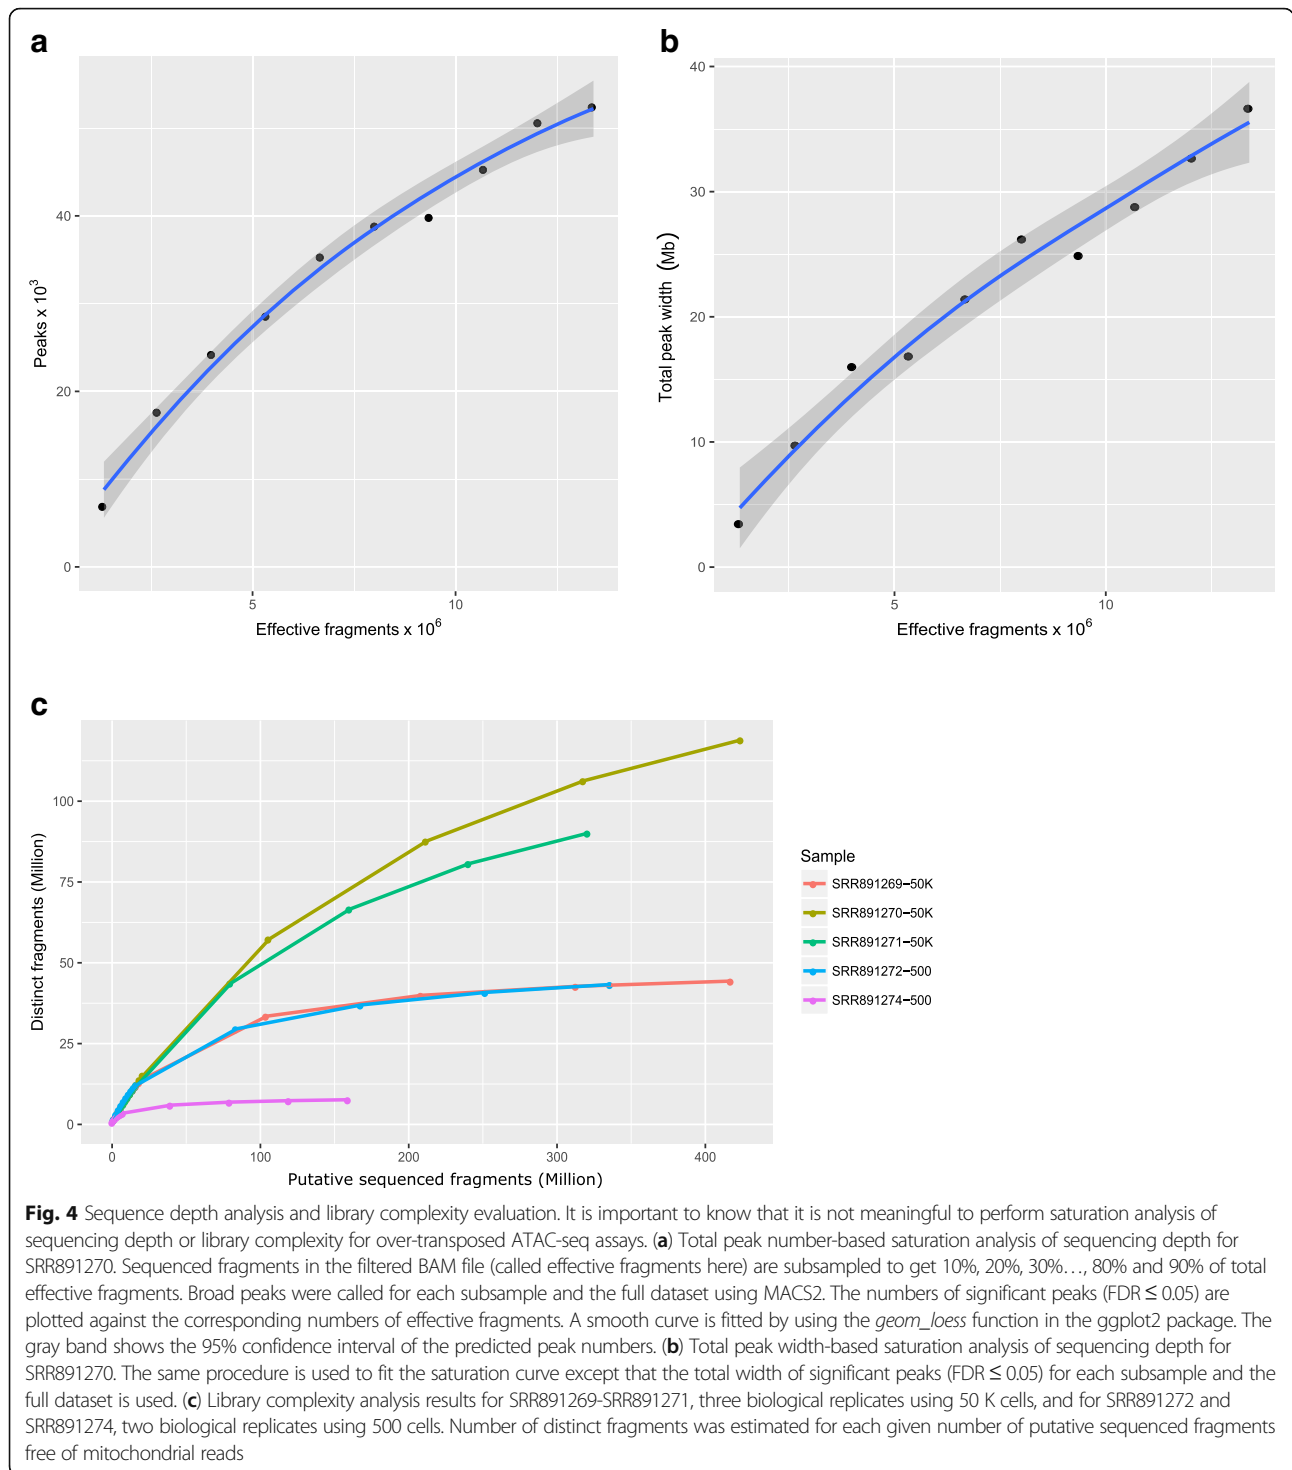 a
40
20
0
Peaks x 10³
5
10
Effective fragments x 10⁶
b
40
30
20
10
0
Total peak width (Mb)
5
10
Effective fragments x 10⁶
c
100
75
50
25
0
Distinct fragments (Million)
0
100
200
300
400
Putative sequenced fragments (Million)
Sample
SRR891269−50K
SRR891270−50K
SRR891271−50K
SRR891272−500
SRR891274−500
Fig. 4 Sequence depth analysis and library complexity evaluation. It is important to know that it is not meaningful to perform saturation analysis of
sequencing depth or library complexity for over-transposed ATAC-seq assays. (a) Total peak number-based saturation analysis of sequencing depth for
SRR891270. Sequenced fragments in the filtered BAM file (called effective fragments here) are subsampled to get 10%, 20%, 30%…, 80% and 90% of total
effective fragments. Broad peaks were called for each subsample and the full dataset using MACS2. The numbers of significant peaks (FDR ≤ 0.05) are
plotted against the corresponding numbers of effective fragments. A smooth curve is fitted by using the geom_loess function in the ggplot2 package. The
gray band shows the 95% confidence interval of the predicted peak numbers. (b) Total peak width-based saturation analysis of sequencing depth for
SRR891270. The same procedure is used to fit the saturation curve except that the total width of significant peaks (FDR ≤ 0.05) for each subsample and the
full dataset is used. (c) Library complexity analysis results for SRR891269-SRR891271, three biological replicates using 50 K cells, and for SRR891272 and
SRR891274, two biological replicates using 500 cells. Number of distinct fragments was estimated for each given number of putative sequenced fragments
free of mitochondrial reads